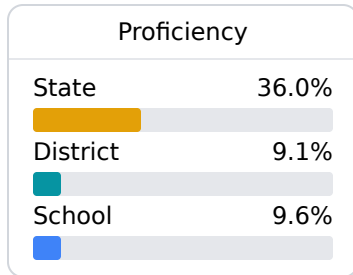 Proficiency
State 36.0%
District 9.1%
School 9.6%